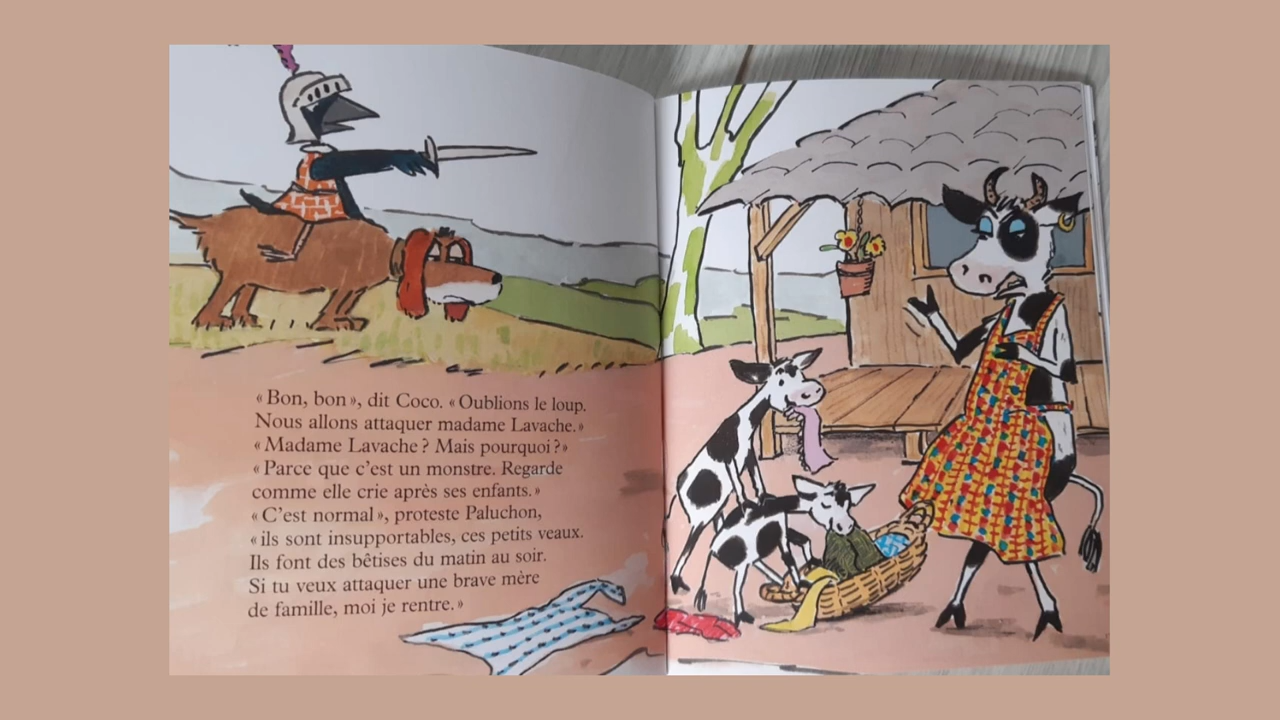 « Bon, bon », dit Coco. « Oublions le loup.
Nous allons attaquer madame Lavache. »
« Madame Lavache ? Mais pourquoi ? »
« Parce que c'est un monstre. Regarde
comme elle crie après ses enfants. »
« C'est normal », proteste Paluchon,
« ils sont insupportables, ces petits veaux.
Ils font des bêtises du matin au soir.
Si tu veux attaquer une brave mère
de famille, moi je rentre. »